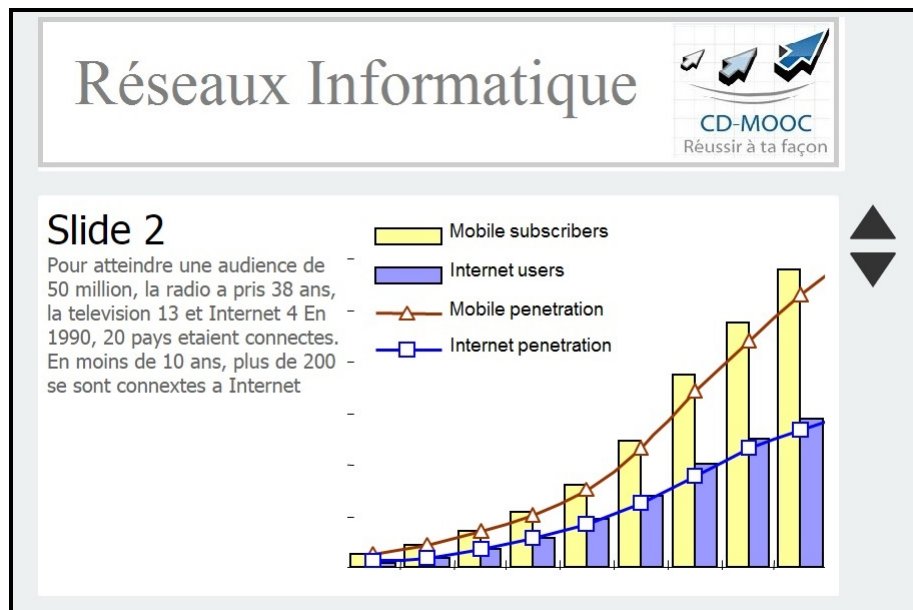 Réseaux Informatique
CD-MOOC
Réussir à ta façon
Slide 2
Pour atteindre une audience de
50 million, la radio a pris 38 ans,
la television 13 et Internet 4 En
1990, 20 pays etaient connectes.
En moins de 10 ans, plus de 200
se sont connextes a Internet
Mobile subscribers
Internet users
Mobile penetration
Internet penetration